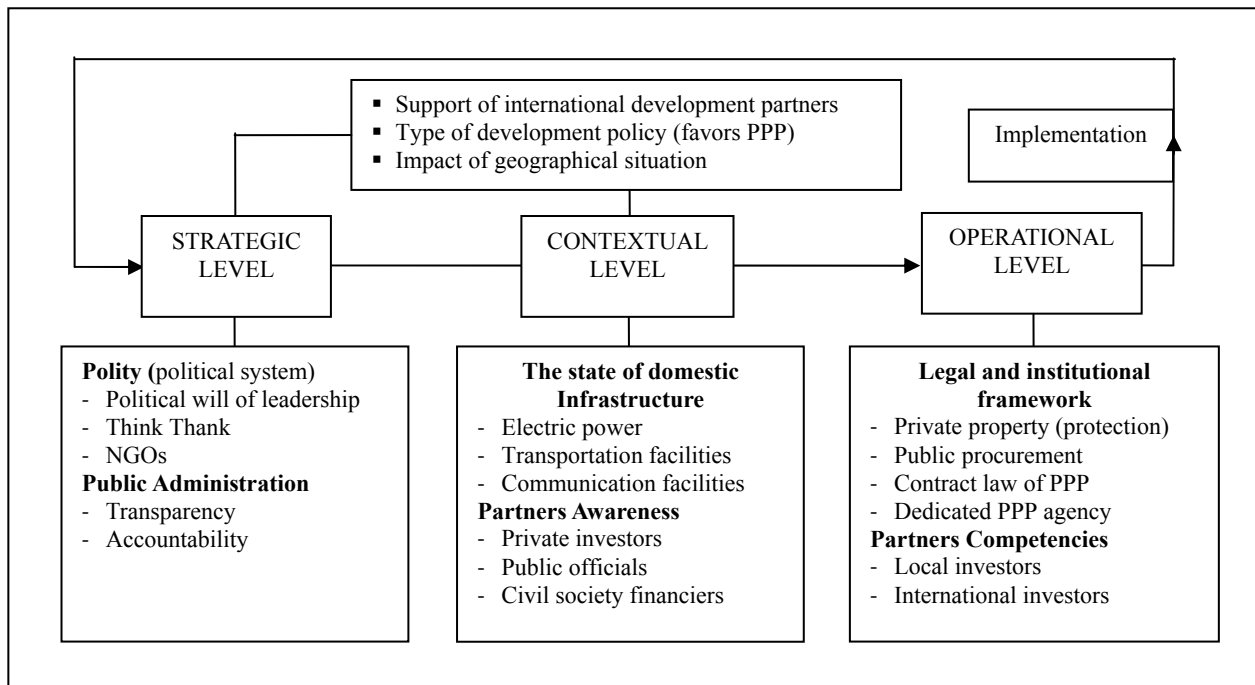 ▪ Support of international development partners
▪ Type of development policy (favors PPP)
▪ Impact of geographical situation
Implementation
STRATEGIC
LEVEL
CONTEXTUAL
LEVEL
OPERATIONAL
LEVEL
Polity (political system)
- Political will of leadership
- Think Thank
- NGOs
Public Administration
- Transparency
- Accountability
The state of domestic
Infrastructure
- Electric power
- Transportation facilities
- Communication facilities
Partners Awareness
- Private investors
- Public officials
- Civil society financiers
Legal and institutional
framework
- Private property (protection)
- Public procurement
- Contract law of PPP
- Dedicated PPP agency
Partners Competencies
- Local investors
- International investors